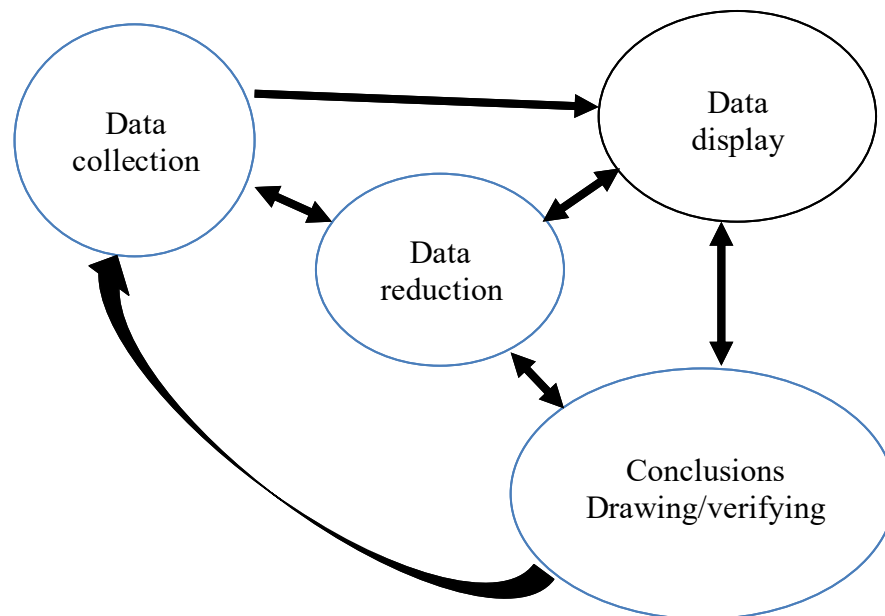 Data
collection
Data
display
Data
reduction
Conclusions
Drawing/verifying